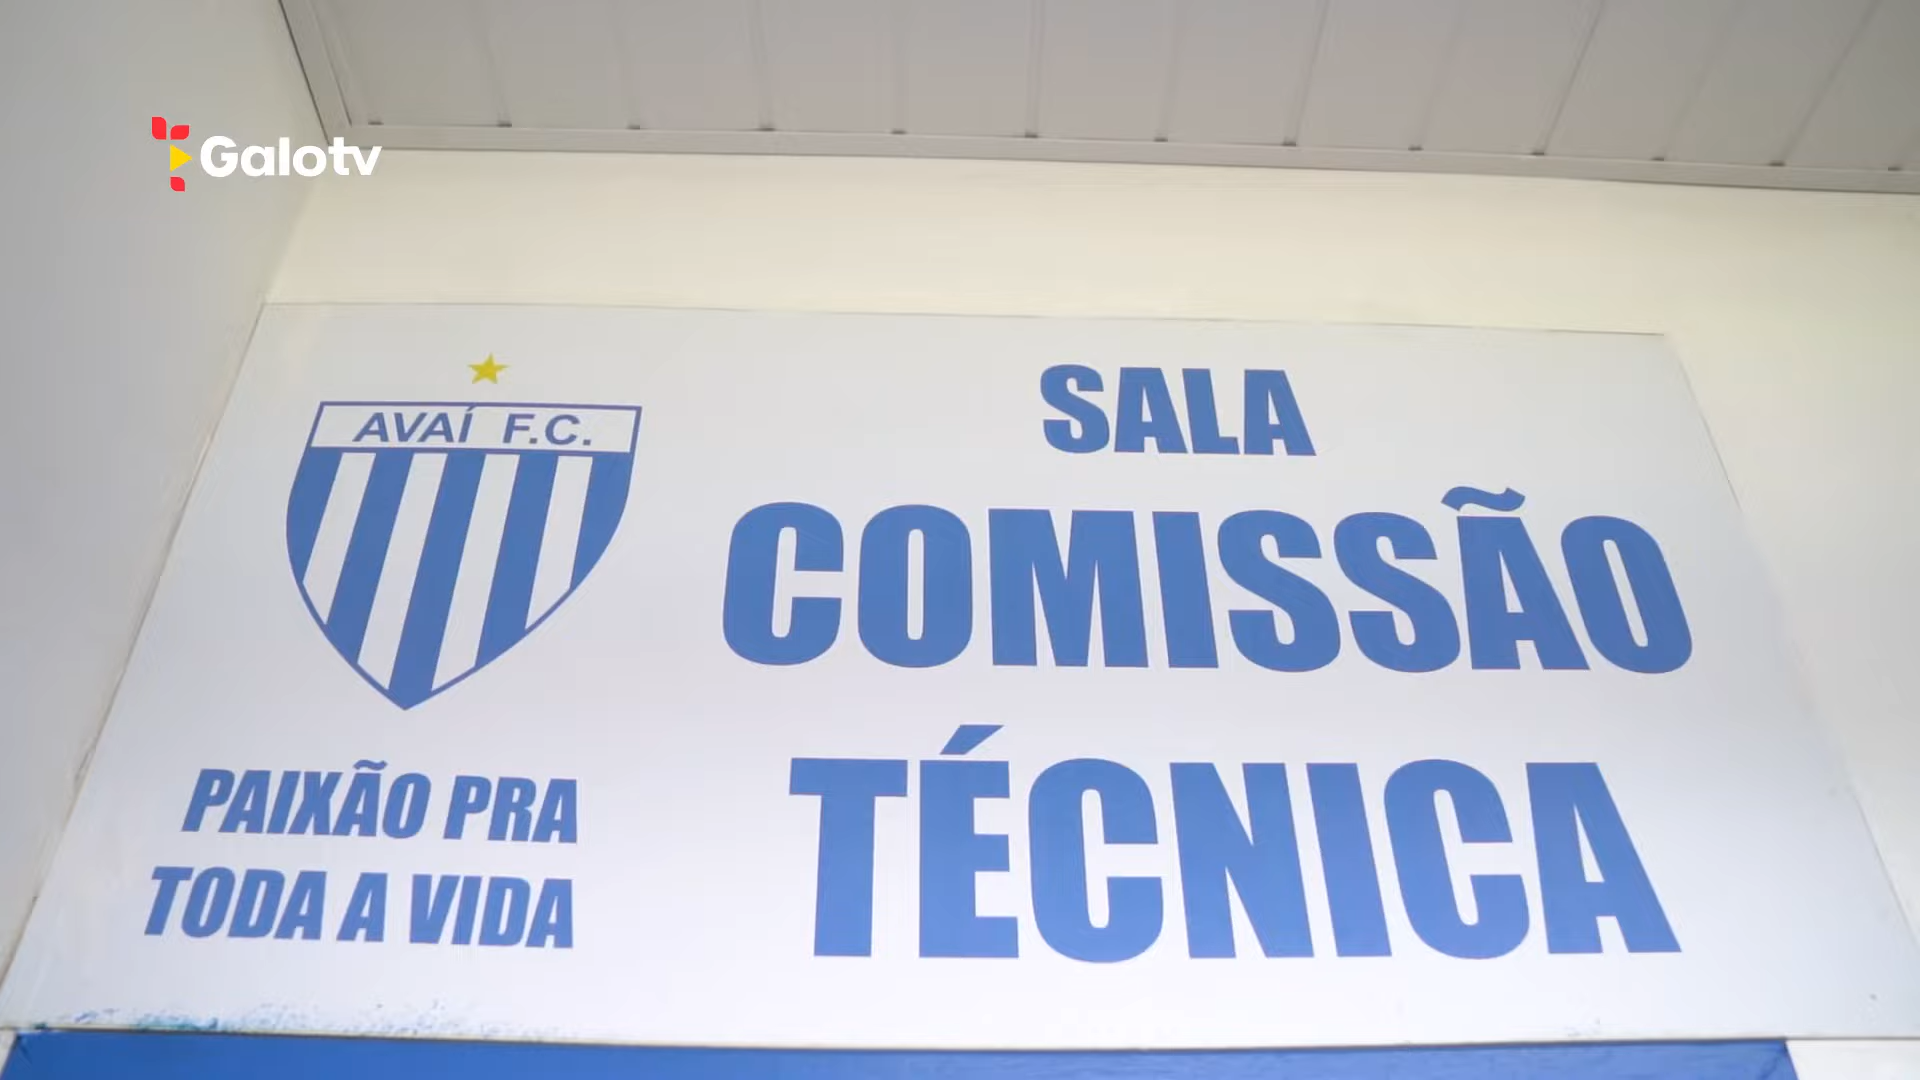 Galotv
AVAÍ F.C.
PAIXÃO PRA
TODA A VIDA
SALA
COMISSÃO
TÉCNICA